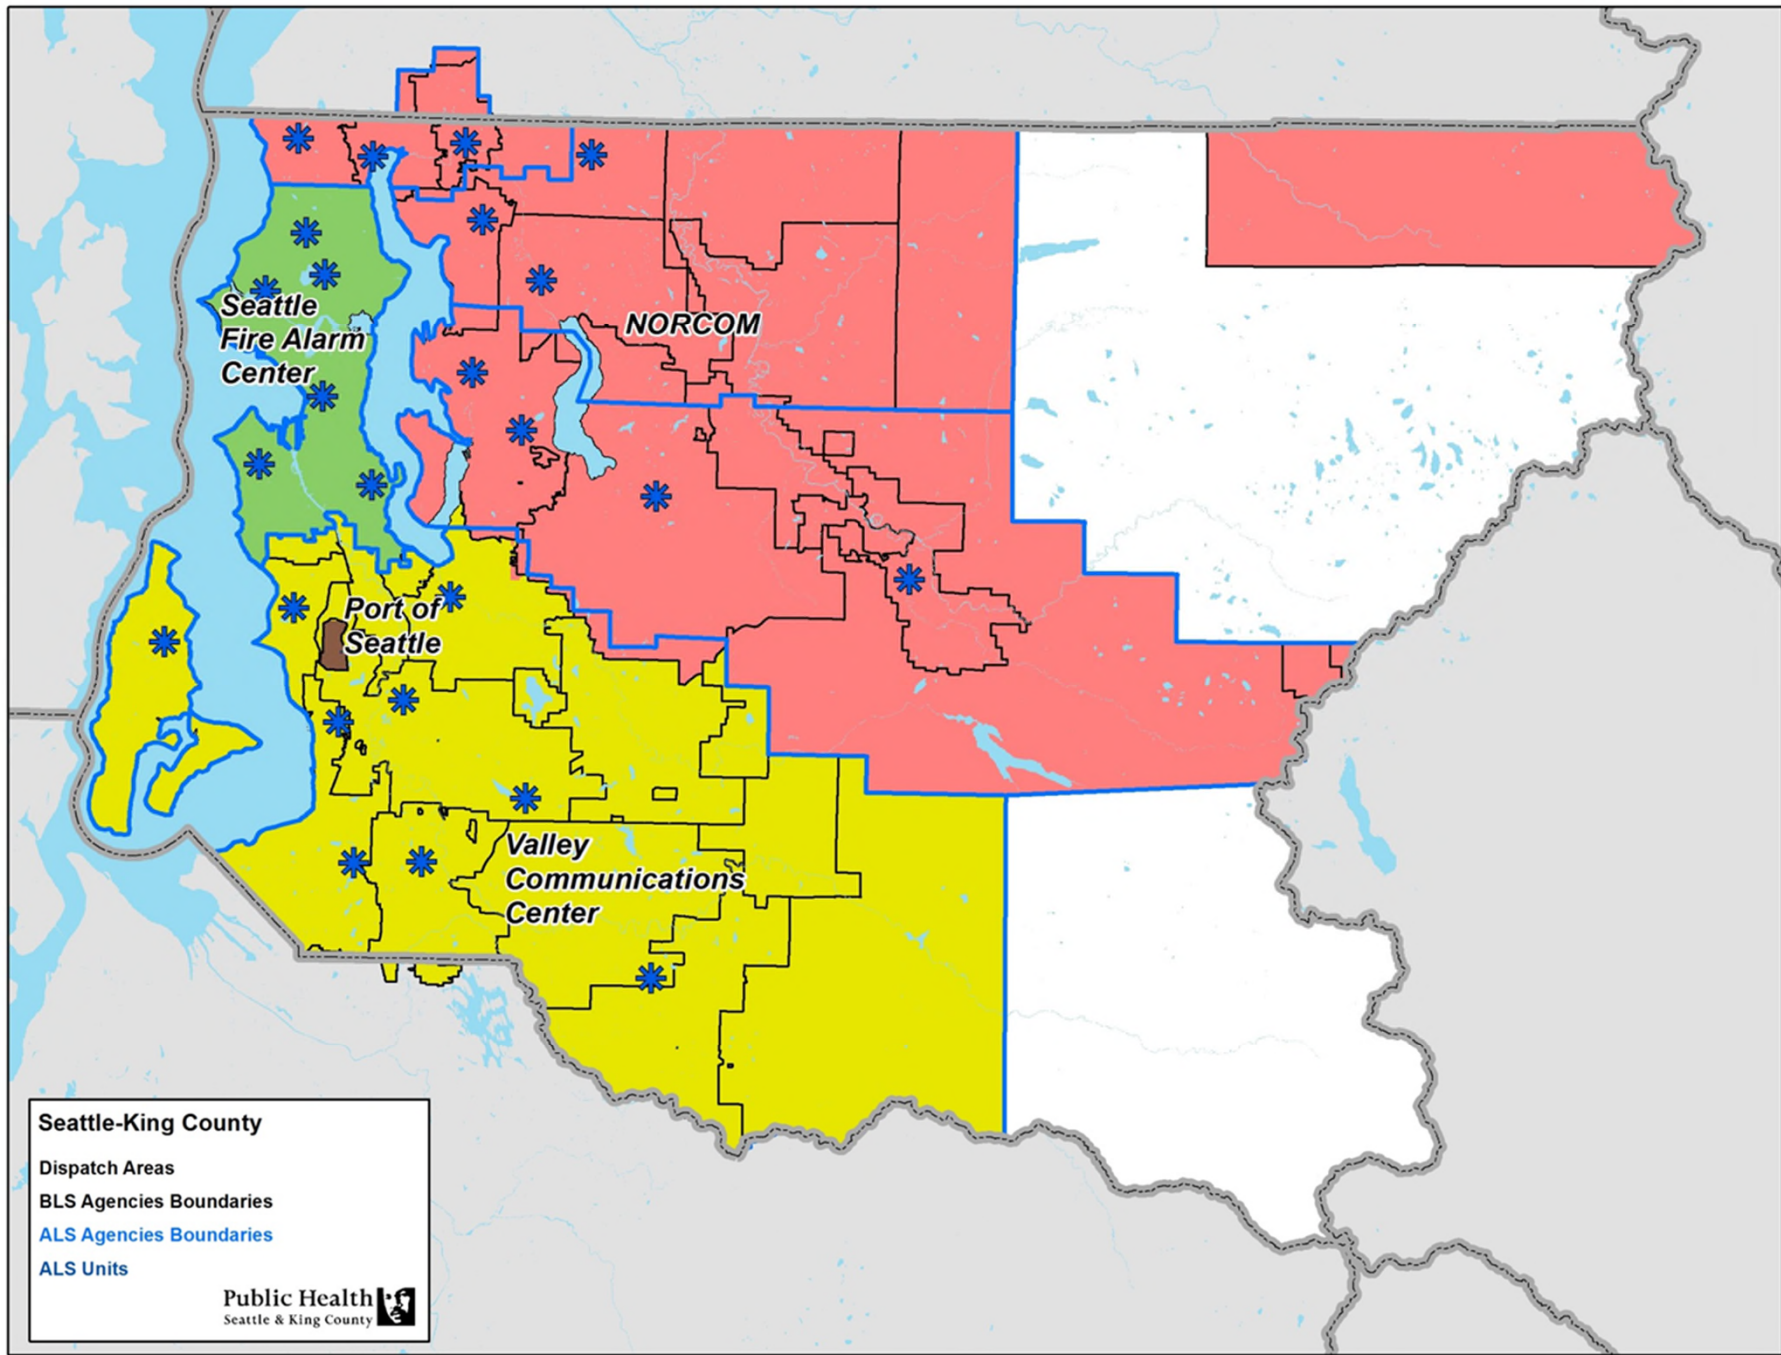 Seattle
Fire Alarm
Center
NORCOM
Port of
Seattle
Valley
Communications
Center
Seattle-King County
Dispatch Areas
BLS Agencies Boundaries
ALS Agencies Boundaries
ALS Units
Public Health
Seattle & King County